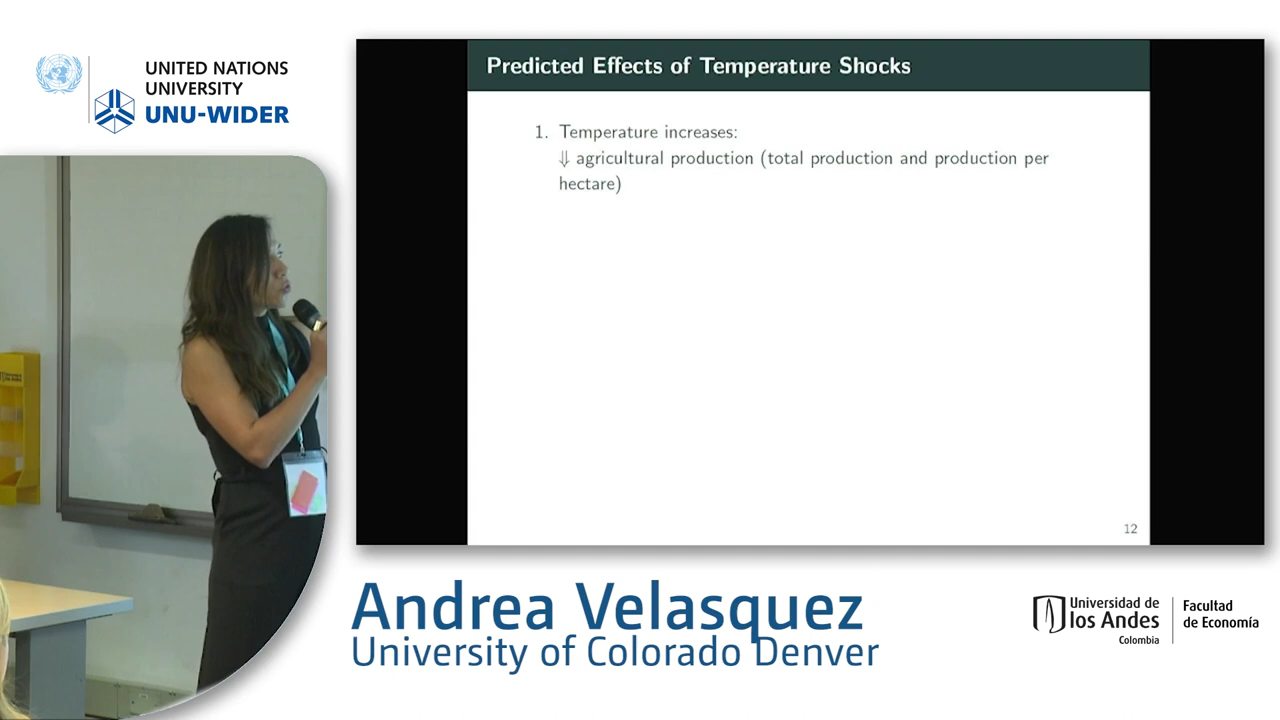 UNITED NATIONS
UNIVERSITY
UNU-WIDER
Predicted Effects of Temperature Shocks
1. Temperature increases:
⇓ agricultural production (total production and production per
hectare)
12
Andrea Velasquez
University of Colorado Denver
Universidad de
los Andes
Colombia
Facultad
de Economía